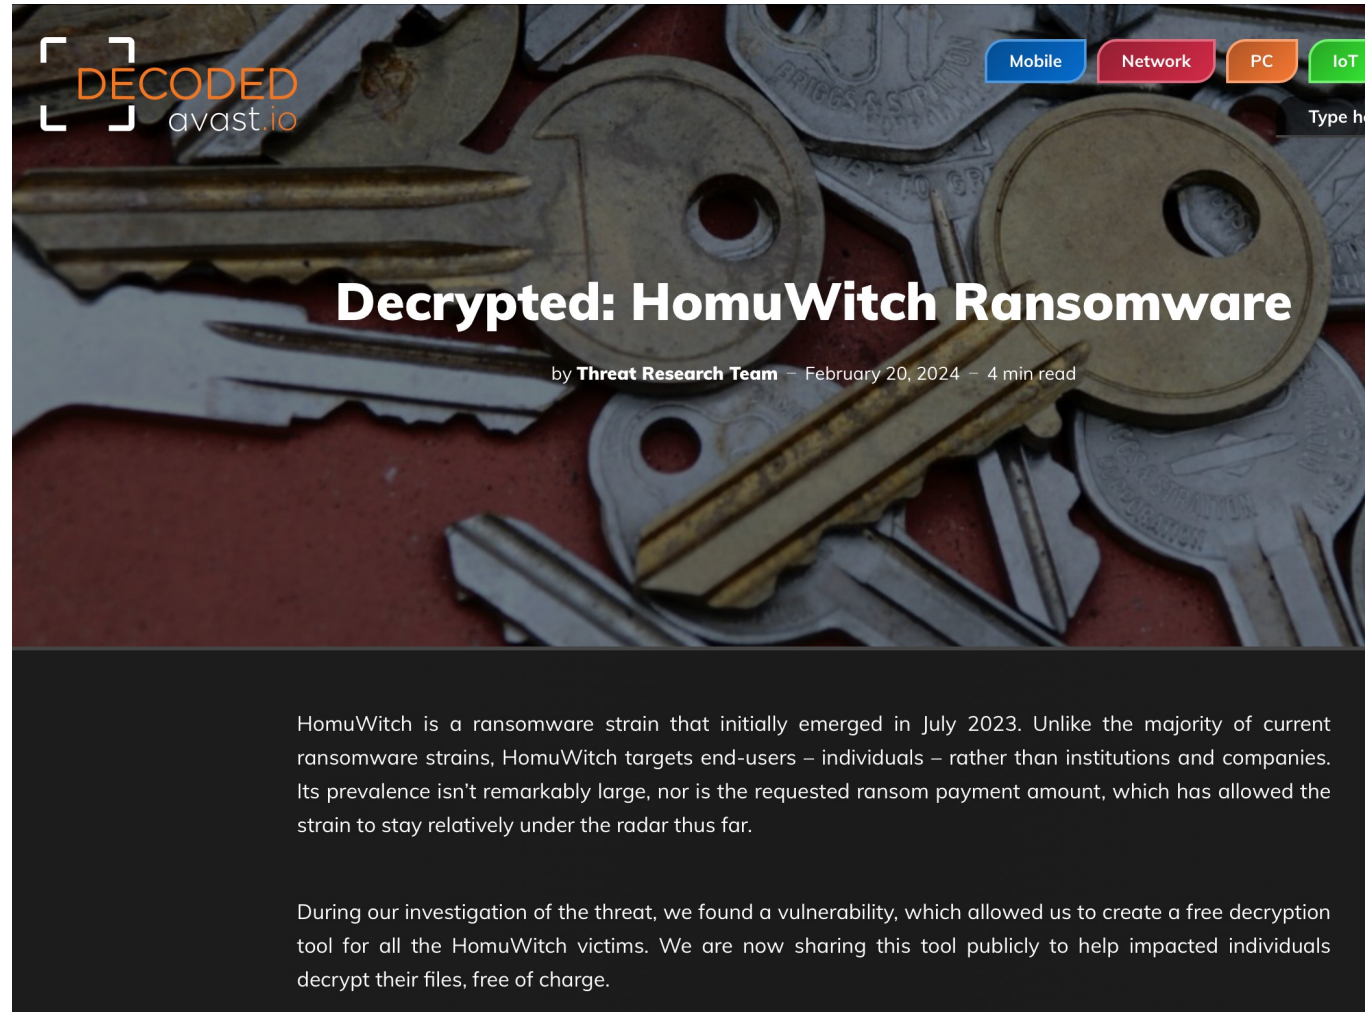 DECODED
avast.io
Mobile
Network
PC
IoT
Type h
BRIGGS & STRATTON
Decrypted: HomuWitch Ransomware
by Threat Research Team – February 20, 2024 – 4 min read
HomuWitch is a ransomware strain that initially emerged in July 2023. Unlike the majority of current
ransomware strains, HomuWitch targets end-users – individuals – rather than institutions and companies.
Its prevalence isn’t remarkably large, nor is the requested ransom payment amount, which has allowed the
strain to stay relatively under the radar thus far.
During our investigation of the threat, we found a vulnerability, which allowed us to create a free decryption
tool for all the HomuWitch victims. We are now sharing this tool publicly to help impacted individuals
decrypt their files, free of charge.